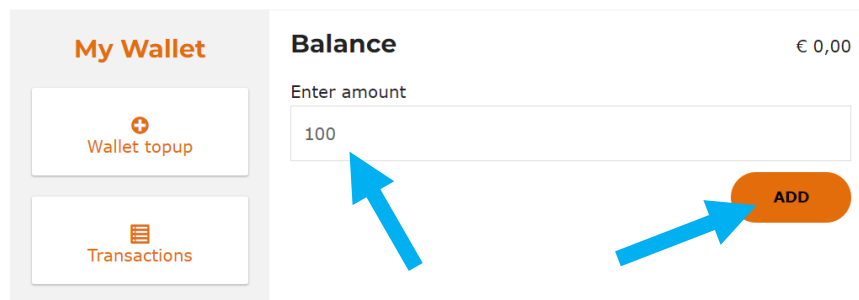 My Wallet
Wallet topup
Transactions
Balance
€ 0,00
Enter amount
100
ADD